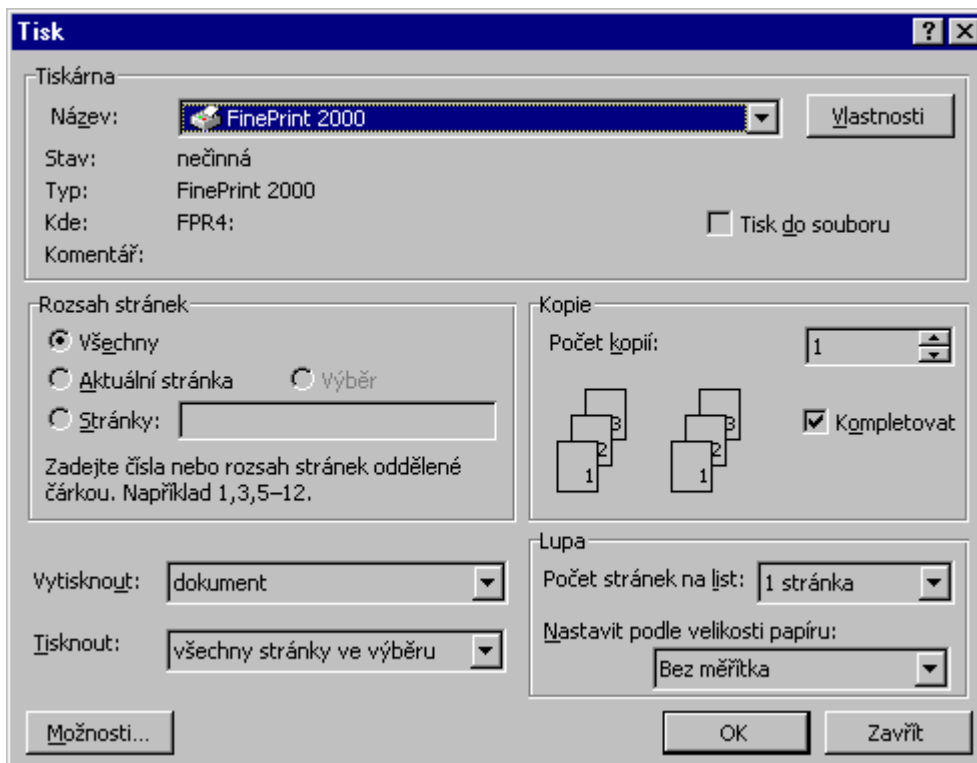 Tisk
Tiskárna
Název: FinePrint 2000 Vlastnosti
Stav: nečinná
Typ: FinePrint 2000
Kde: FPR4: Tisk do souboru
Komentář:
Rozsah stránek
Všechny
Aktuální stránka Výběr
Stránky:
Zadejte čísla nebo rozsah stránek oddělené
čárkou. Například 1,3,5–12.
Kopie
Počet kopií: 1
3 3
2 2
1 1
Kompletovat
Vytisknout: dokument
Tisknout: všechny stránky ve výběru
Lupa
Počet stránek na list: 1 stránka
Nastavit podle velikosti papíru:
Bez měřítka
Možnosti... OK Zavřít